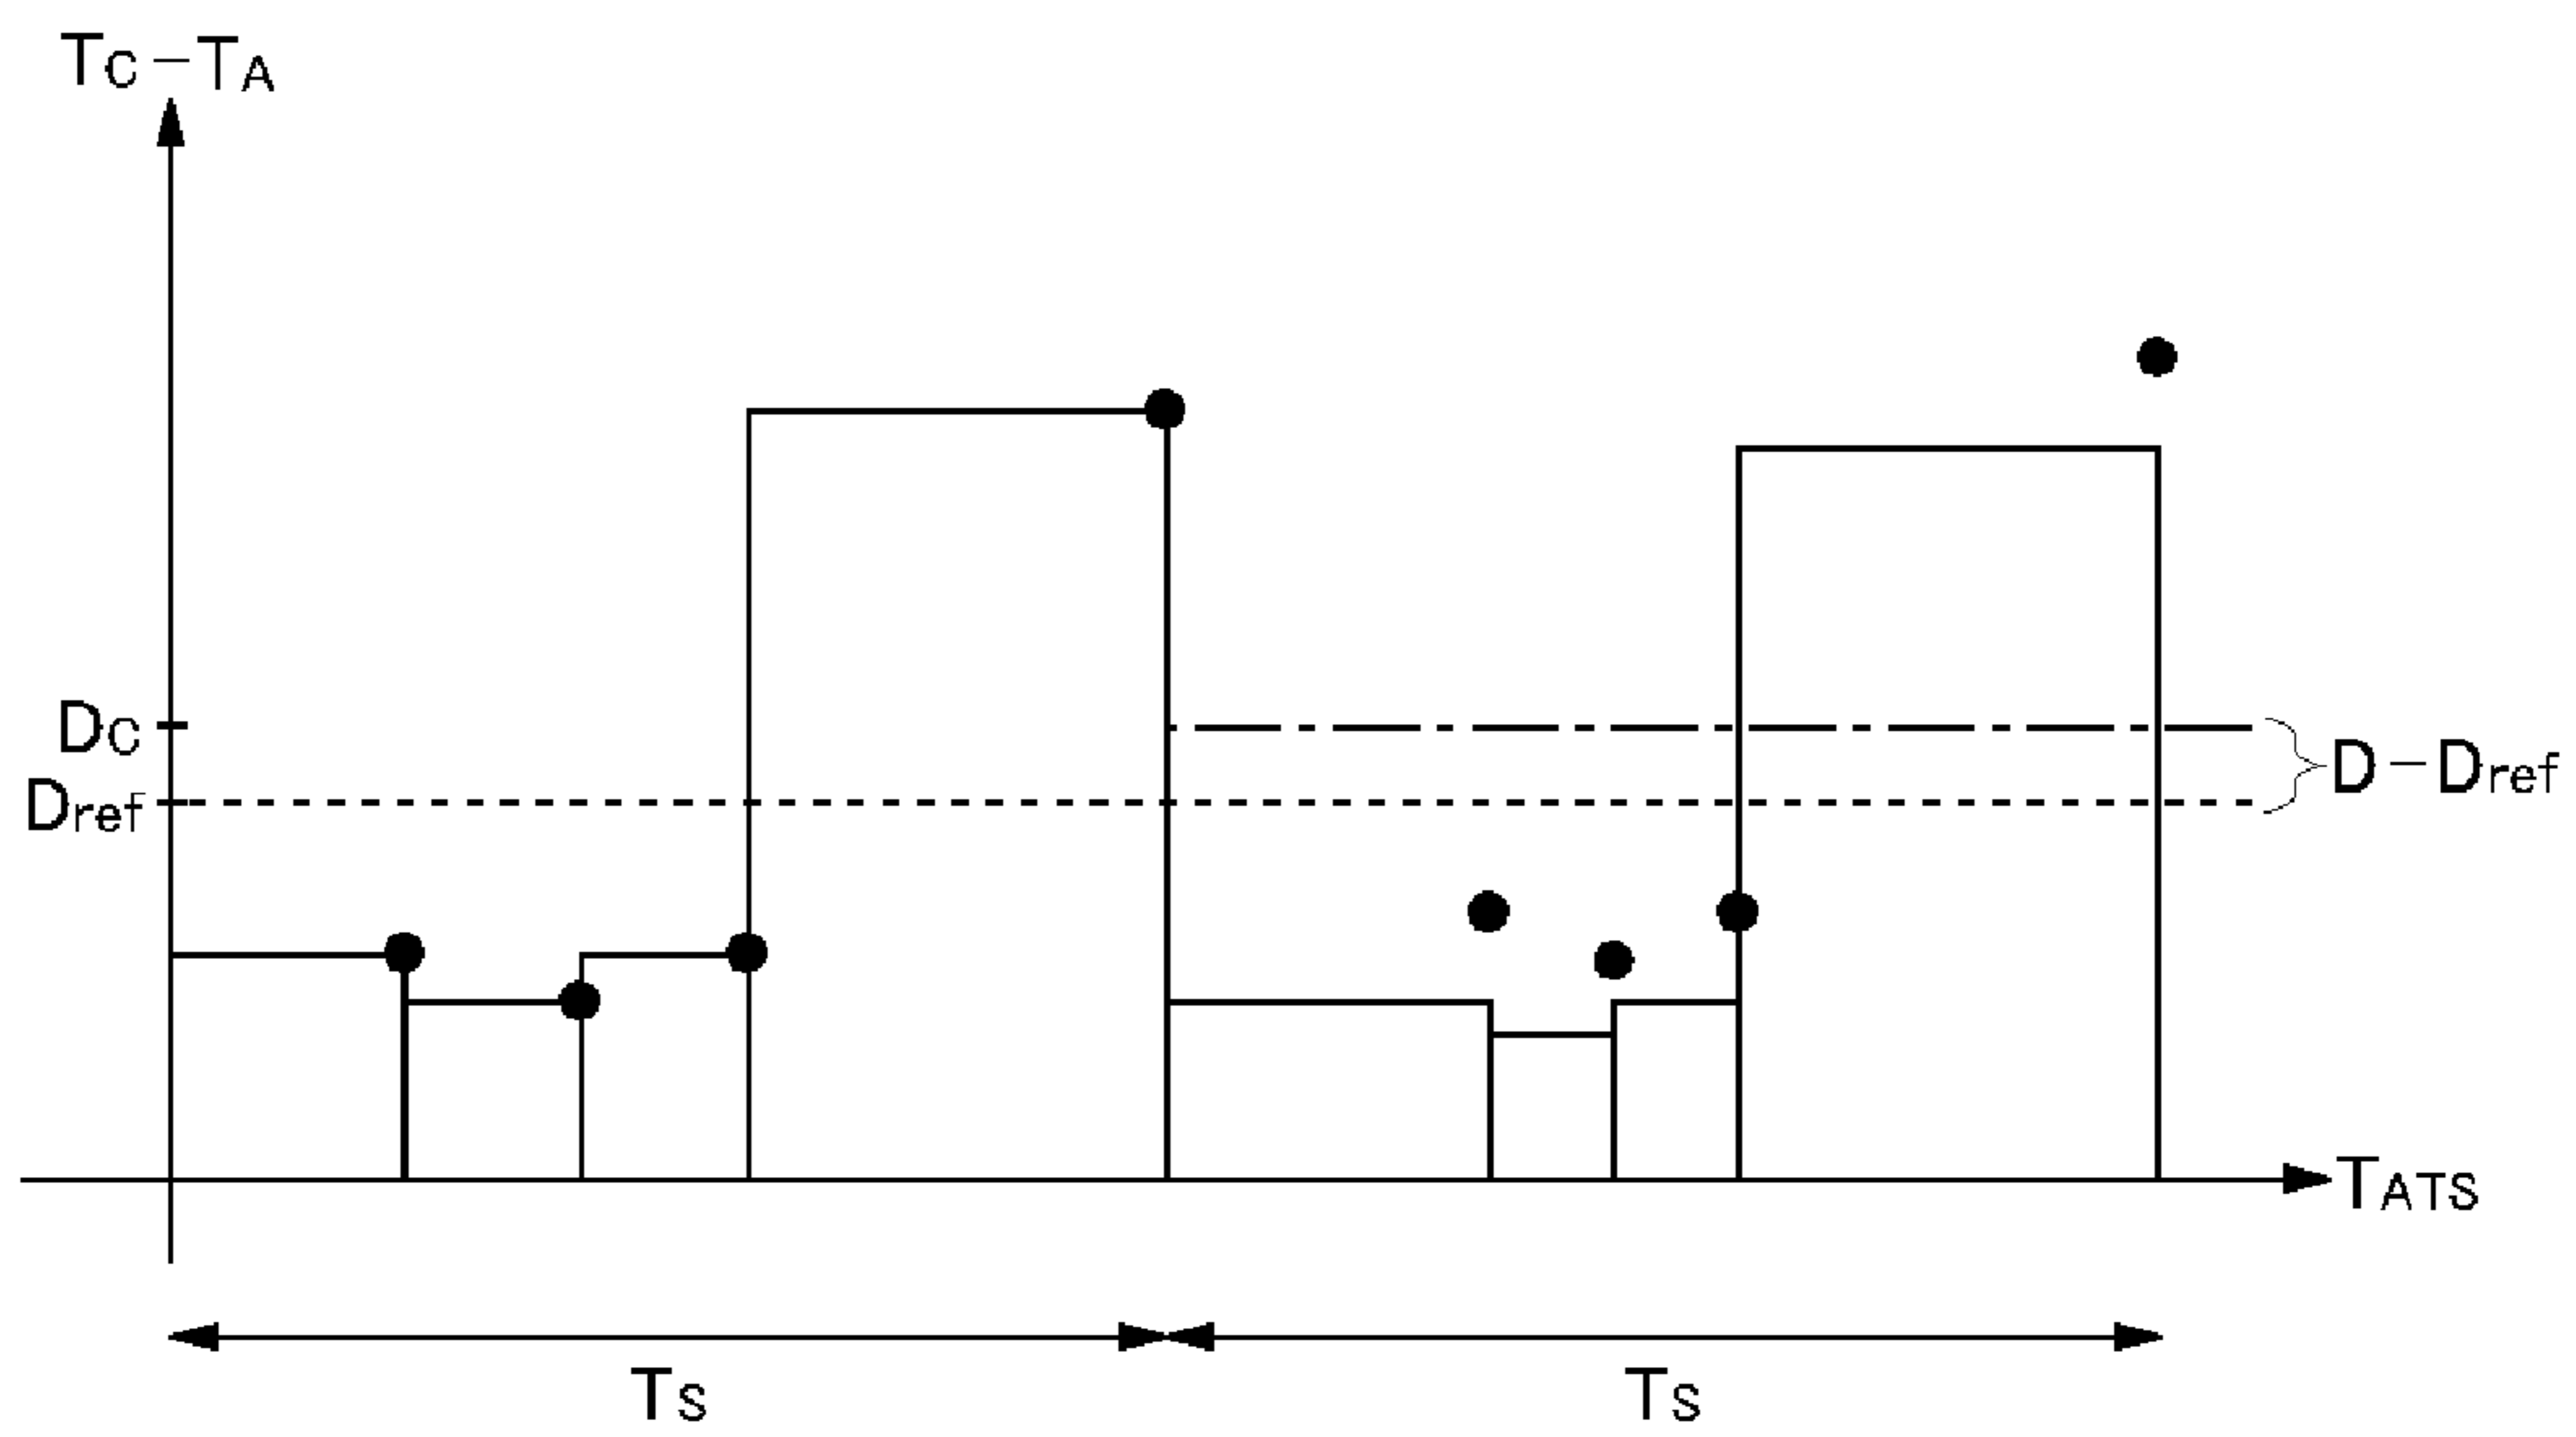 TC-TA
DC
Dref
D-Dref
TATS
TS
TS